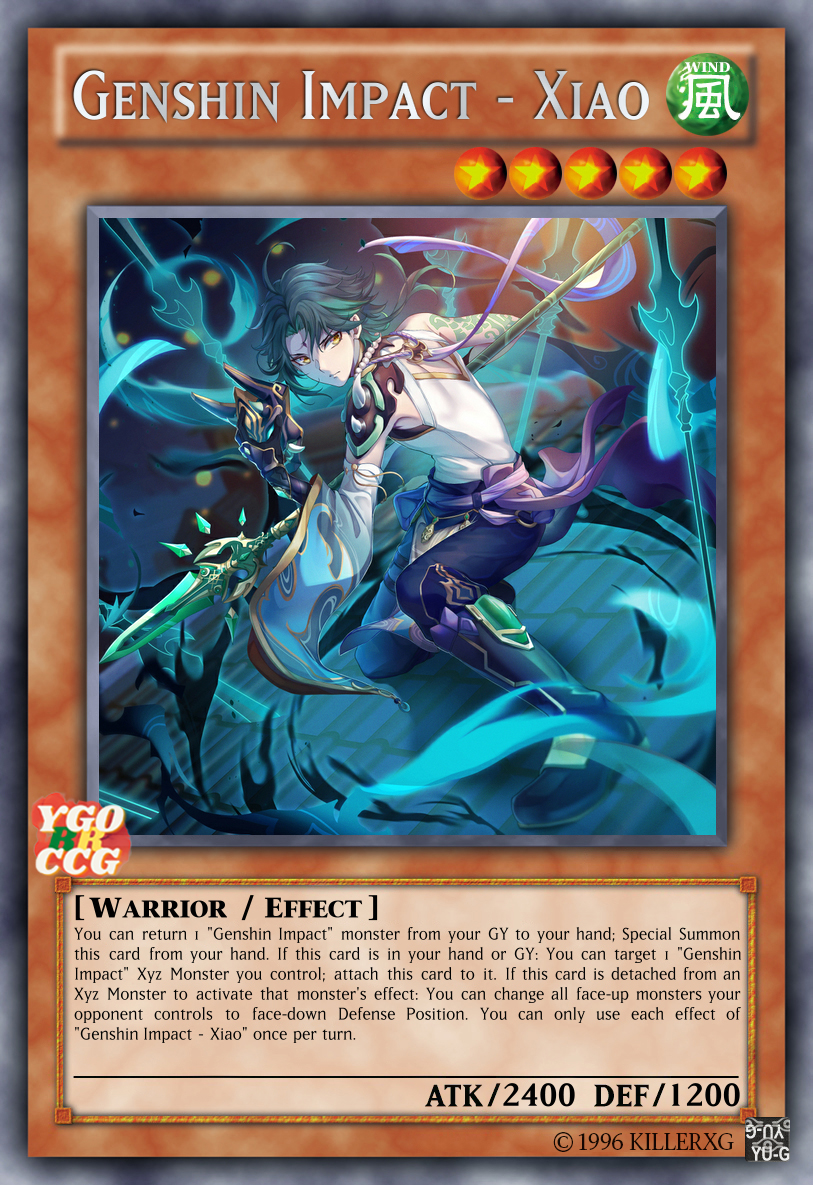 Genshin Impact - Xiao
WIND
風
YGO
BR
CCG
[ Warrior / Effect ]
You can return 1 "Genshin Impact" monster from your GY to your hand; Special Summon
this card from your hand. If this card is in your hand or GY: You can target 1 "Genshin
Impact" Xyz Monster you control; attach this card to it. If this card is detached from an
Xyz Monster to activate that monster's effect: You can change all face-up monsters your
opponent controls to face-down Defense Position. You can only use each effect of
"Genshin Impact - Xiao" once per turn.
ATK/2400 DEF/1200
© 1996 KILLERXG
YU-G
YU-G